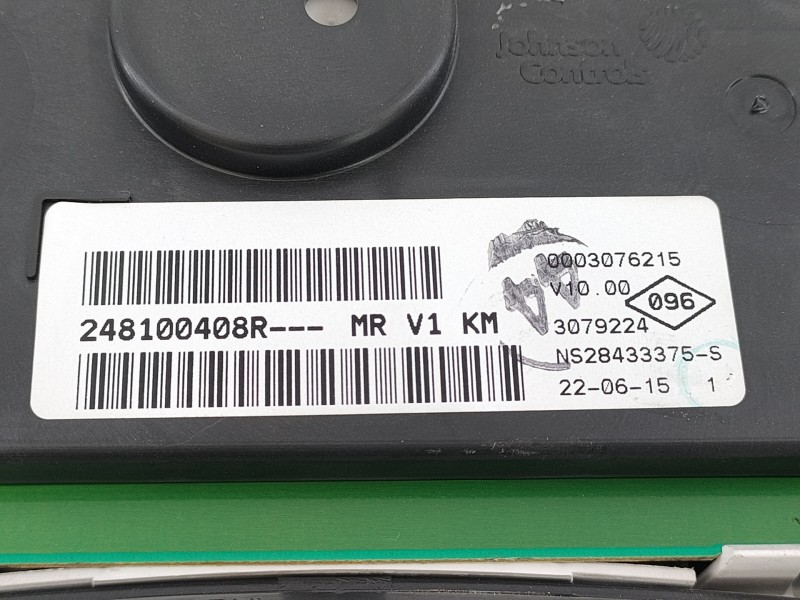 Johnson
Controls
248100408R--- MR V1 KM
0003076215
V10.00
096
3079224
NS28433375-S
22-06-15 1